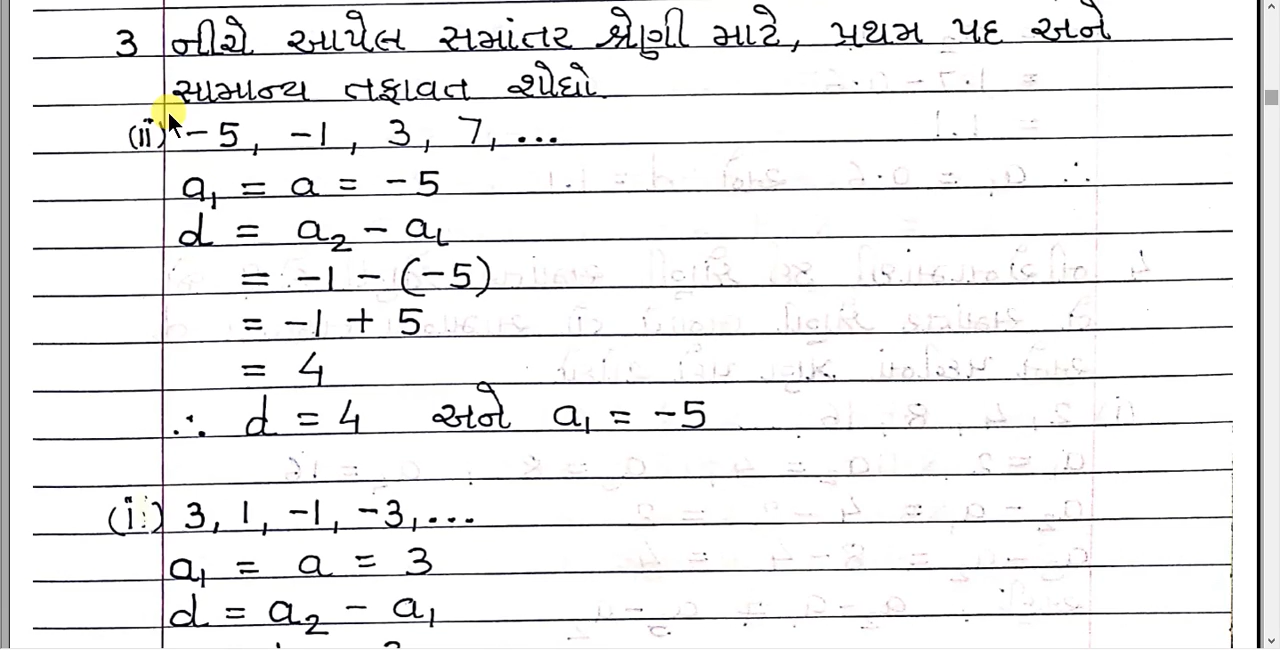 3 નીચે આપેલ સમાંતર શ્રેણી માટે, પ્રથમ પદ અને
સામાન્ય તફાવત શોધો.
(ii) -5, -1, 3, 7, ...
a₁ = a = -5
d = a₂ - a₁
= -1 - (-5)
= -1 + 5
= 4
∴ d = 4 અને a₁ = -5
(i) 3, 1, -1, -3, ...
a₁ = a = 3
d = a₂ - a₁